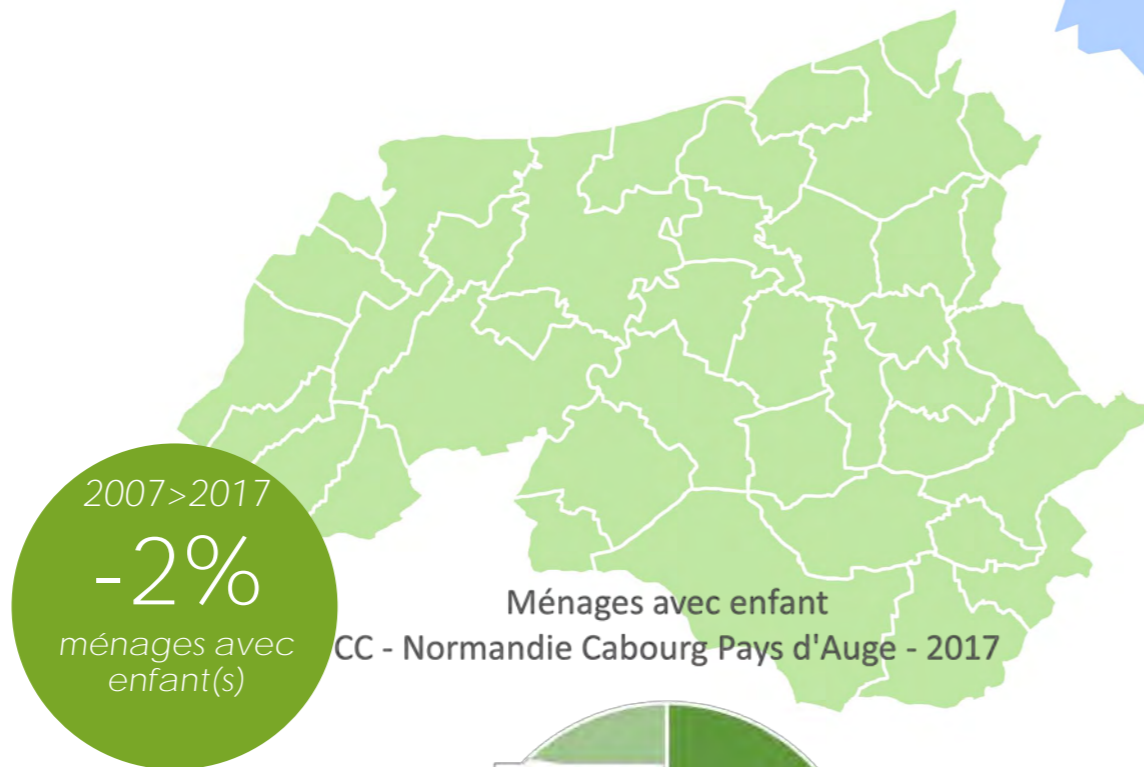 2007>2017
-2%
ménages avec
enfant(s)
Ménages avec enfant
CC - Normandie Cabourg Pays d'Auge - 2017